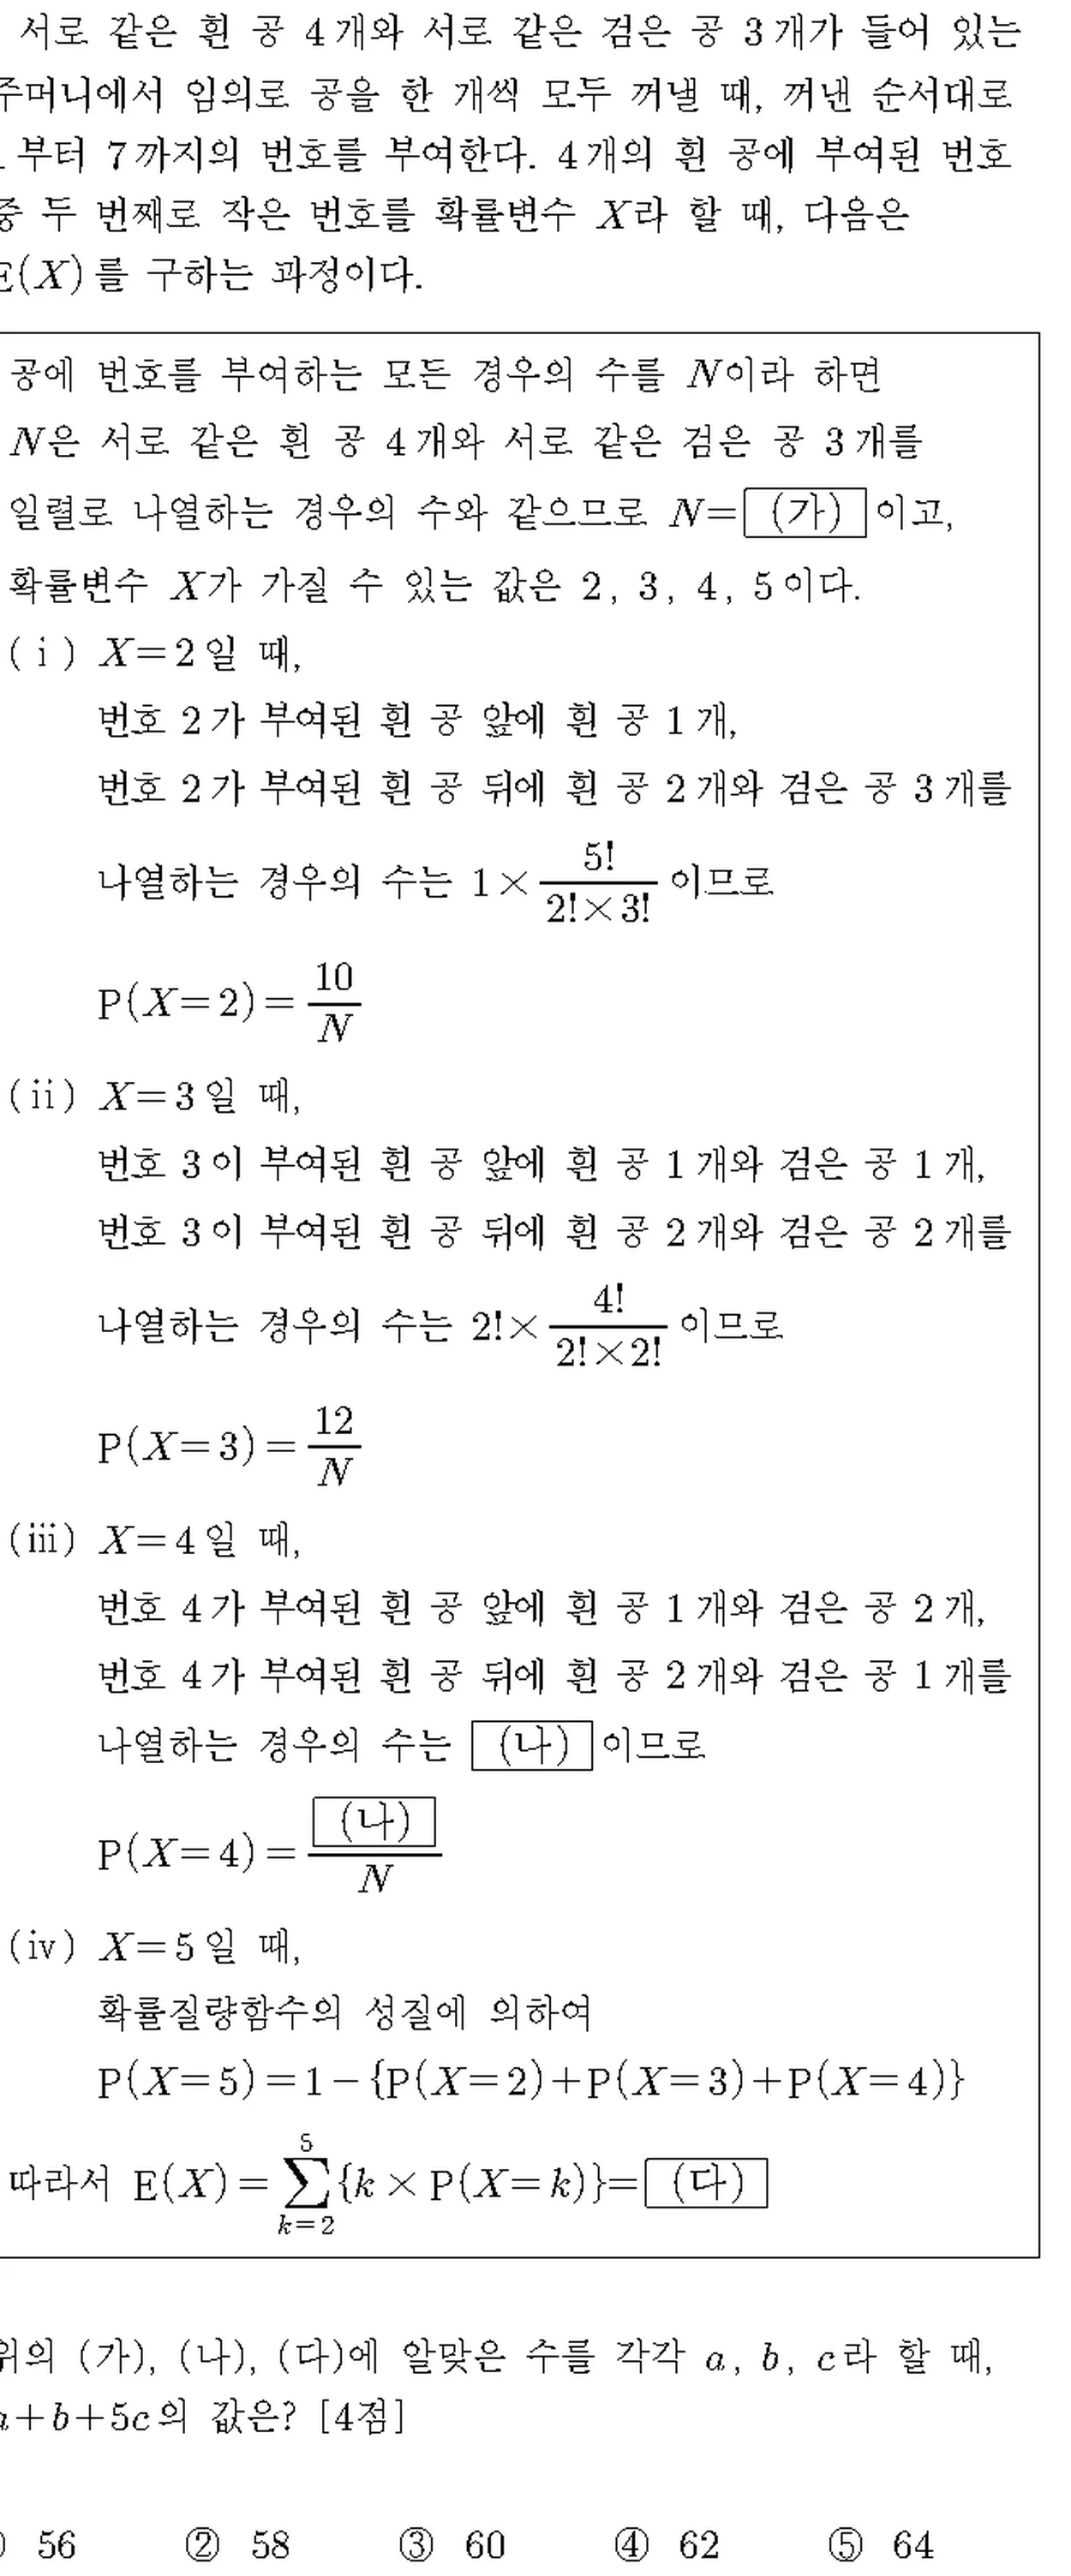 서로 같은 흰 공 4개와 서로 같은 검은 공 3개가 들어 있는
주머니에서 임의로 공을 한 개씩 모두 꺼낼 때, 꺼낸 순서대로
1부터 7까지의 번호를 부여한다. 4개의 흰 공에 부여된 번호
중 두 번째로 작은 번호를 확률변수 X라 할 때, 다음은
E(X)를 구하는 과정이다.
공에 번호를 부여하는 모든 경우의 수를 N이라 하면
N은 서로 같은 흰 공 4개와 서로 같은 검은 공 3개를
일렬로 나열하는 경우의 수와 같으므로 N= (가) 이고,
확률변수 X가 가질 수 있는 값은 2, 3, 4, 5이다.
(i) X=2일 때,
번호 2가 부여된 흰 공 앞에 흰 공 1개,
번호 2가 부여된 흰 공 뒤에 흰 공 2개와 검은 공 3개를
나열하는 경우의 수는 1×5!/(2!×3!) 이므로
P(X=2)=10/N
(ii) X=3일 때,
번호 3이 부여된 흰 공 앞에 흰 공 1개와 검은 공 1개,
번호 3이 부여된 흰 공 뒤에 흰 공 2개와 검은 공 2개를
나열하는 경우의 수는 2!×4!/(2!×2!) 이므로
P(X=3)=12/N
(iii) X=4일 때,
번호 4가 부여된 흰 공 앞에 흰 공 1개와 검은 공 2개,
번호 4가 부여된 흰 공 뒤에 흰 공 2개와 검은 공 1개를
나열하는 경우의 수는 (나) 이므로
P(X=4)=(나)/N
(iv) X=5일 때,
확률질량함수의 성질에 의하여
P(X=5)=1-{P(X=2)+P(X=3)+P(X=4)}
따라서 E(X)=∑_{k=2}^{5}{k×P(X=k)}= (다)
위의 (가), (나), (다)에 알맞은 수를 각각 a, b, c라 할 때,
a+b+5c의 값은? [4점]
56 ② 58 ③ 60 ④ 62 ⑤ 64